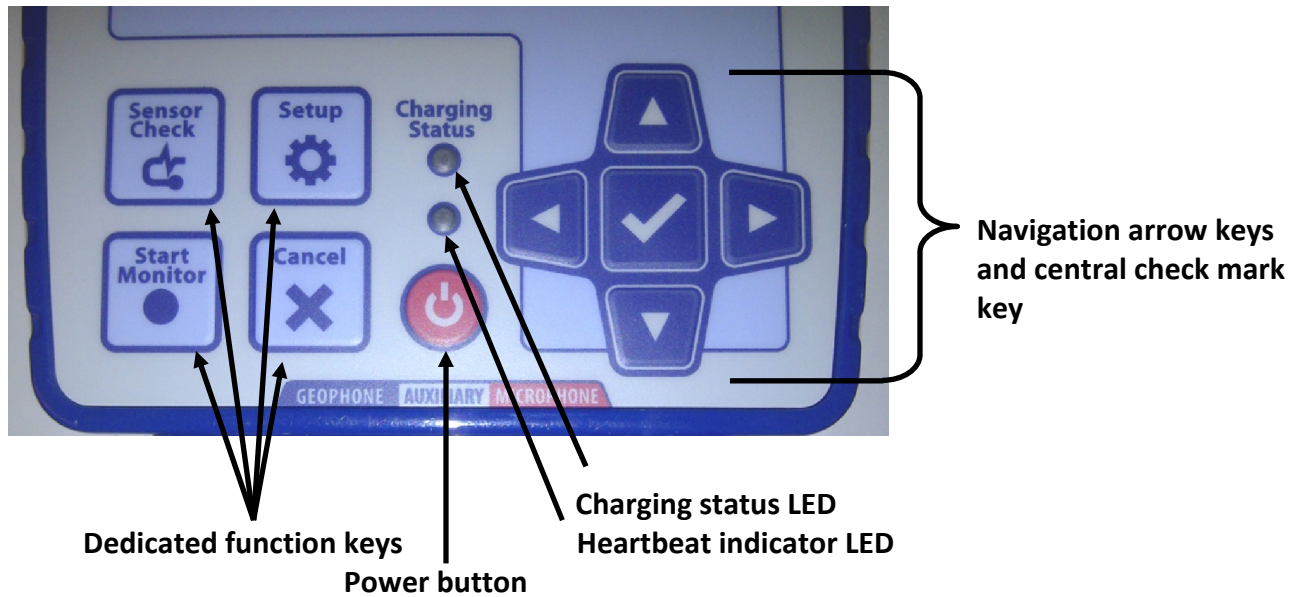 Sensor
Check
Setup
Charging
Status
Start
Monitor
Cancel
GEOPHONE AUXILIARY MICROPHONE
Navigation arrow keys
and central check mark
key
Charging status LED
Dedicated function keys
Heartbeat indicator LED
Power button